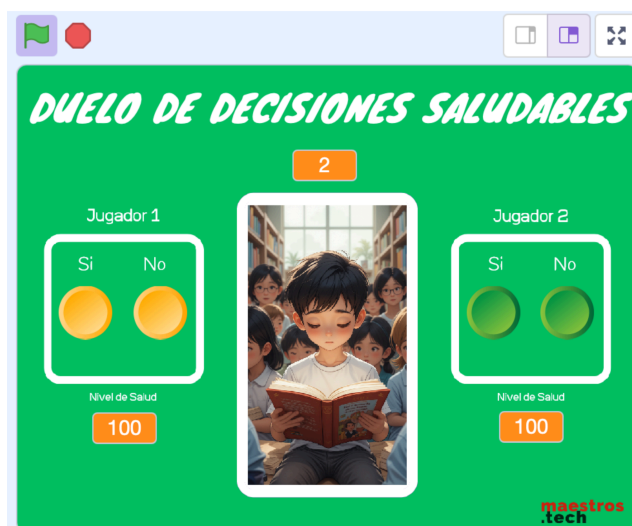 DUELO DE DECISIONES SALUDABLES
2
Jugador 1
Si No
Nivel de Salud
100
Jugador 2
Si No
Nivel de Salud
100
maestros
.tech